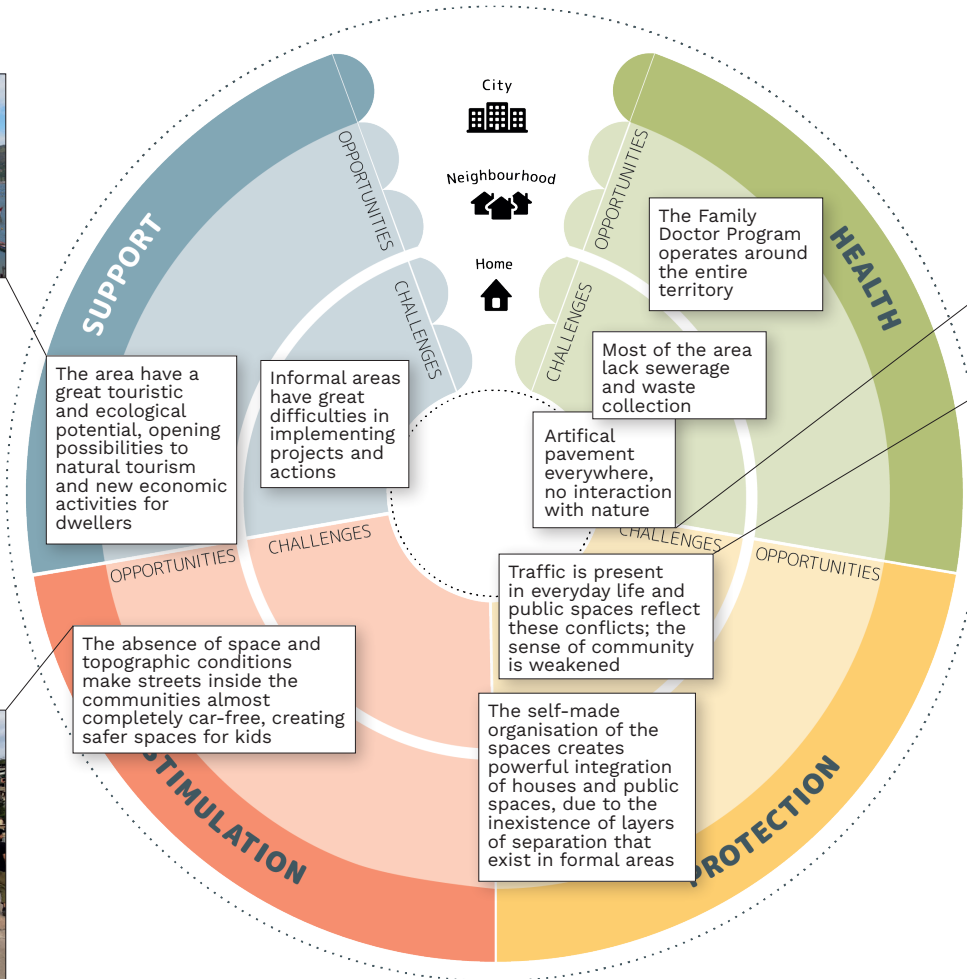 City
Neighbourhood
Home
SUPPORT
OPPORTUNITIES
CHALLENGES
The area have a
great touristic
and ecological
potential, opening
possibilities to
natural tourism
and new economic
activities for
dwellers
Informal areas
have great
difficulties in
implementing
projects and
actions
HEALTH
OPPORTUNITIES
CHALLENGES
The Family
Doctor Program
operates around
the entire
territory
Most of the area
lack sewerage
and waste
collection
Artifical
pavement
everywhere,
no interaction
with nature
STIMULATION
OPPORTUNITIES
CHALLENGES
The absence of space and
topographic conditions
make streets inside the
communities almost
completely car-free, creating
safer spaces for kids
PROTECTION
CHALLENGES
OPPORTUNITIES
Traffic is present
in everyday life and
public spaces reflect
these conflicts; the
sense of community
is weakened
The self-made
organisation of the
spaces creates
powerful integration
of houses and public
spaces, due to the
inexistence of layers
of separation that
exist in formal areas